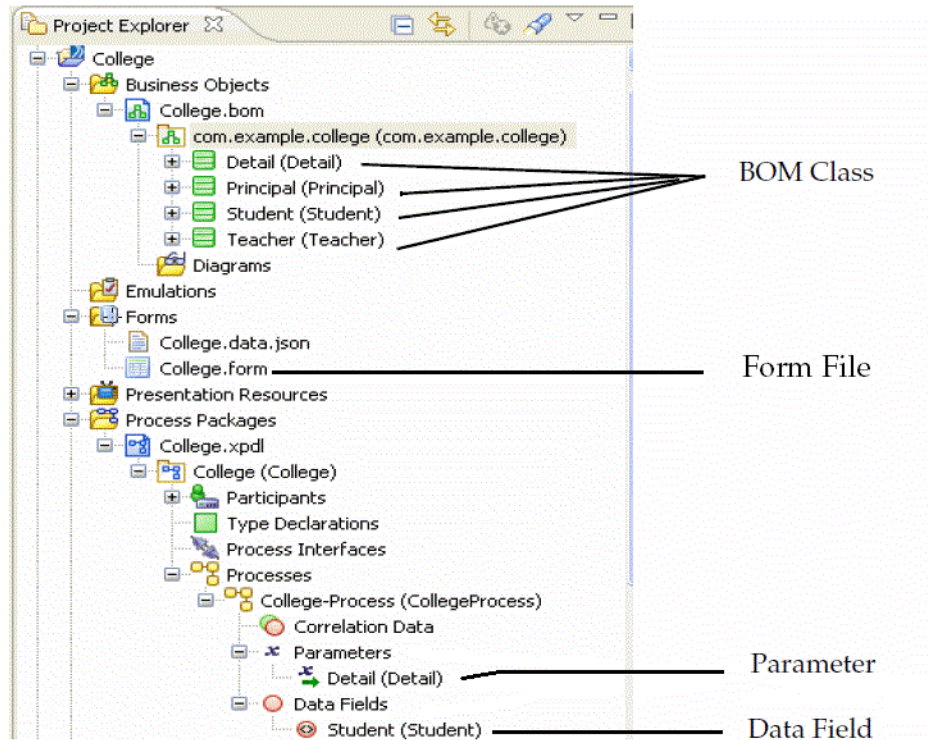 Project Explorer
College
Business Objects
College.bom
com.example.college (com.example.college)
Detail (Detail)
BOM Class
Principal (Principal)
Student (Student)
Teacher (Teacher)
Diagrams
Emulations
Forms
College.data.json
College.form
Form File
Presentation Resources
Process Packages
College.xpdl
College (College)
Participants
Type Declarations
Process Interfaces
Processes
College-Process (CollegeProcess)
Correlation Data
Parameters
Detail (Detail)
Parameter
Data Fields
Student (Student)
Data Field